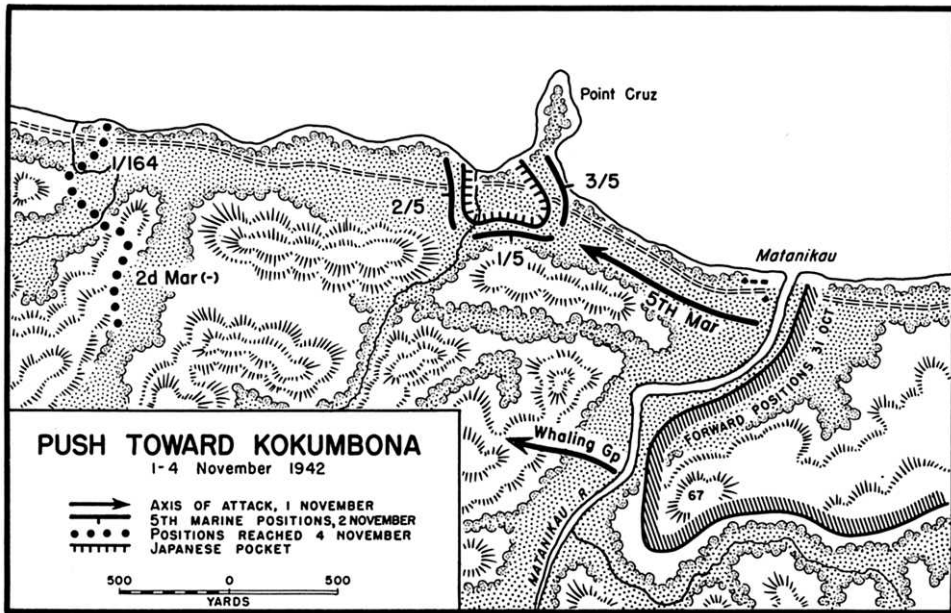 Point Cruz
1/164
2/5
3/5
Matanikau
1/5
2d Mar(-)
5TH Mar
FORWARD POSITIONS 31 OCT
Whaling Gp
67
MATANIKAU R.
PUSH TOWARD KOKUMBONA
1-4 November 1942
AXIS OF ATTACK, 1 NOVEMBER
5TH MARINE POSITIONS, 2 NOVEMBER
POSITIONS REACHED 4 NOVEMBER
JAPANESE POCKET
500 0 500
YARDS